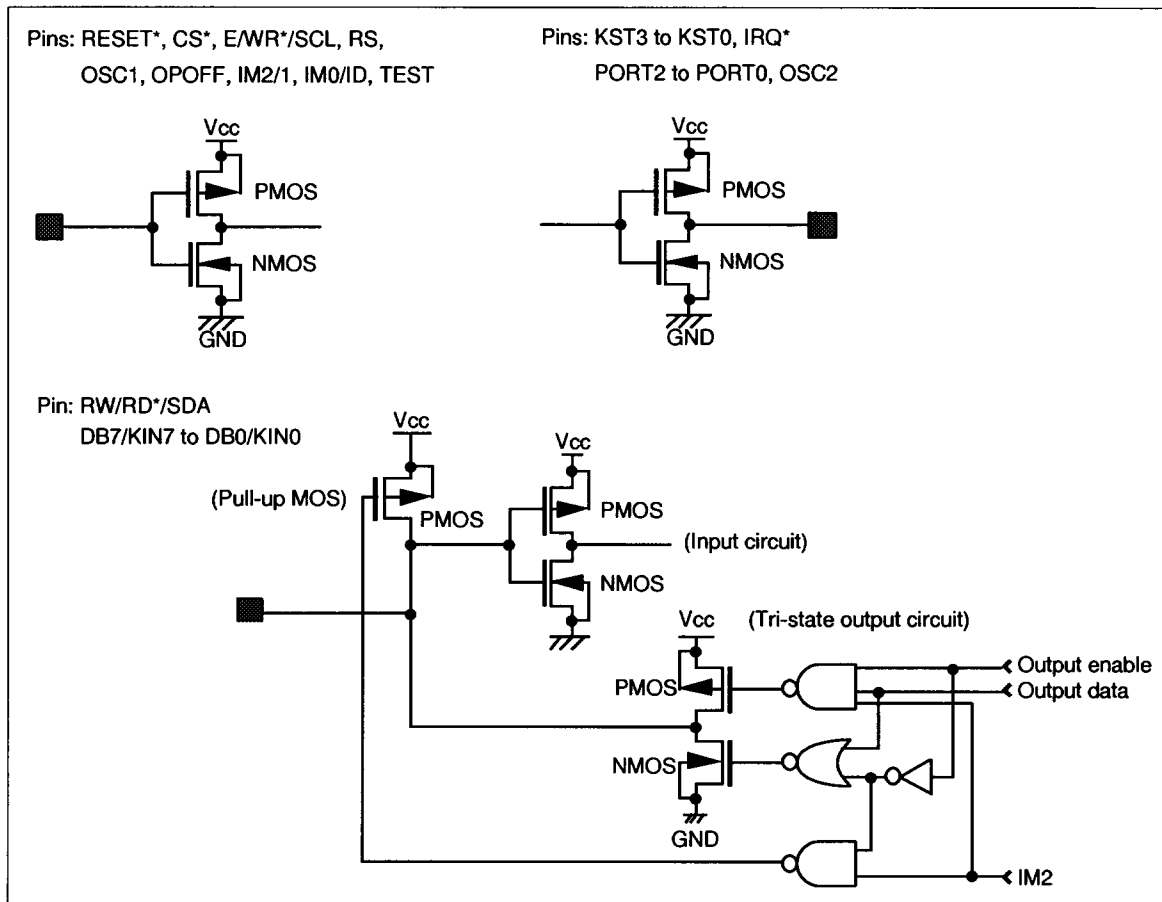 Pins: RESET*, CS*, E/WR*/SCL, RS,
OSC1, OPOFF, IM2/1, IM0/ID, TEST
Vcc
PMOS
NMOS
GND
Pins: KST3 to KST0, IRQ*
PORT2 to PORT0, OSC2
Vcc
PMOS
NMOS
GND
Pin: RW/RD*/SDA
DB7/KIN7 to DB0/KIN0
Vcc
(Pull-up MOS)
PMOS
Vcc
PMOS
(Input circuit)
NMOS
Vcc
(Tri-state output circuit)
PMOS
Output enable
Output data
NMOS
GND
IM2